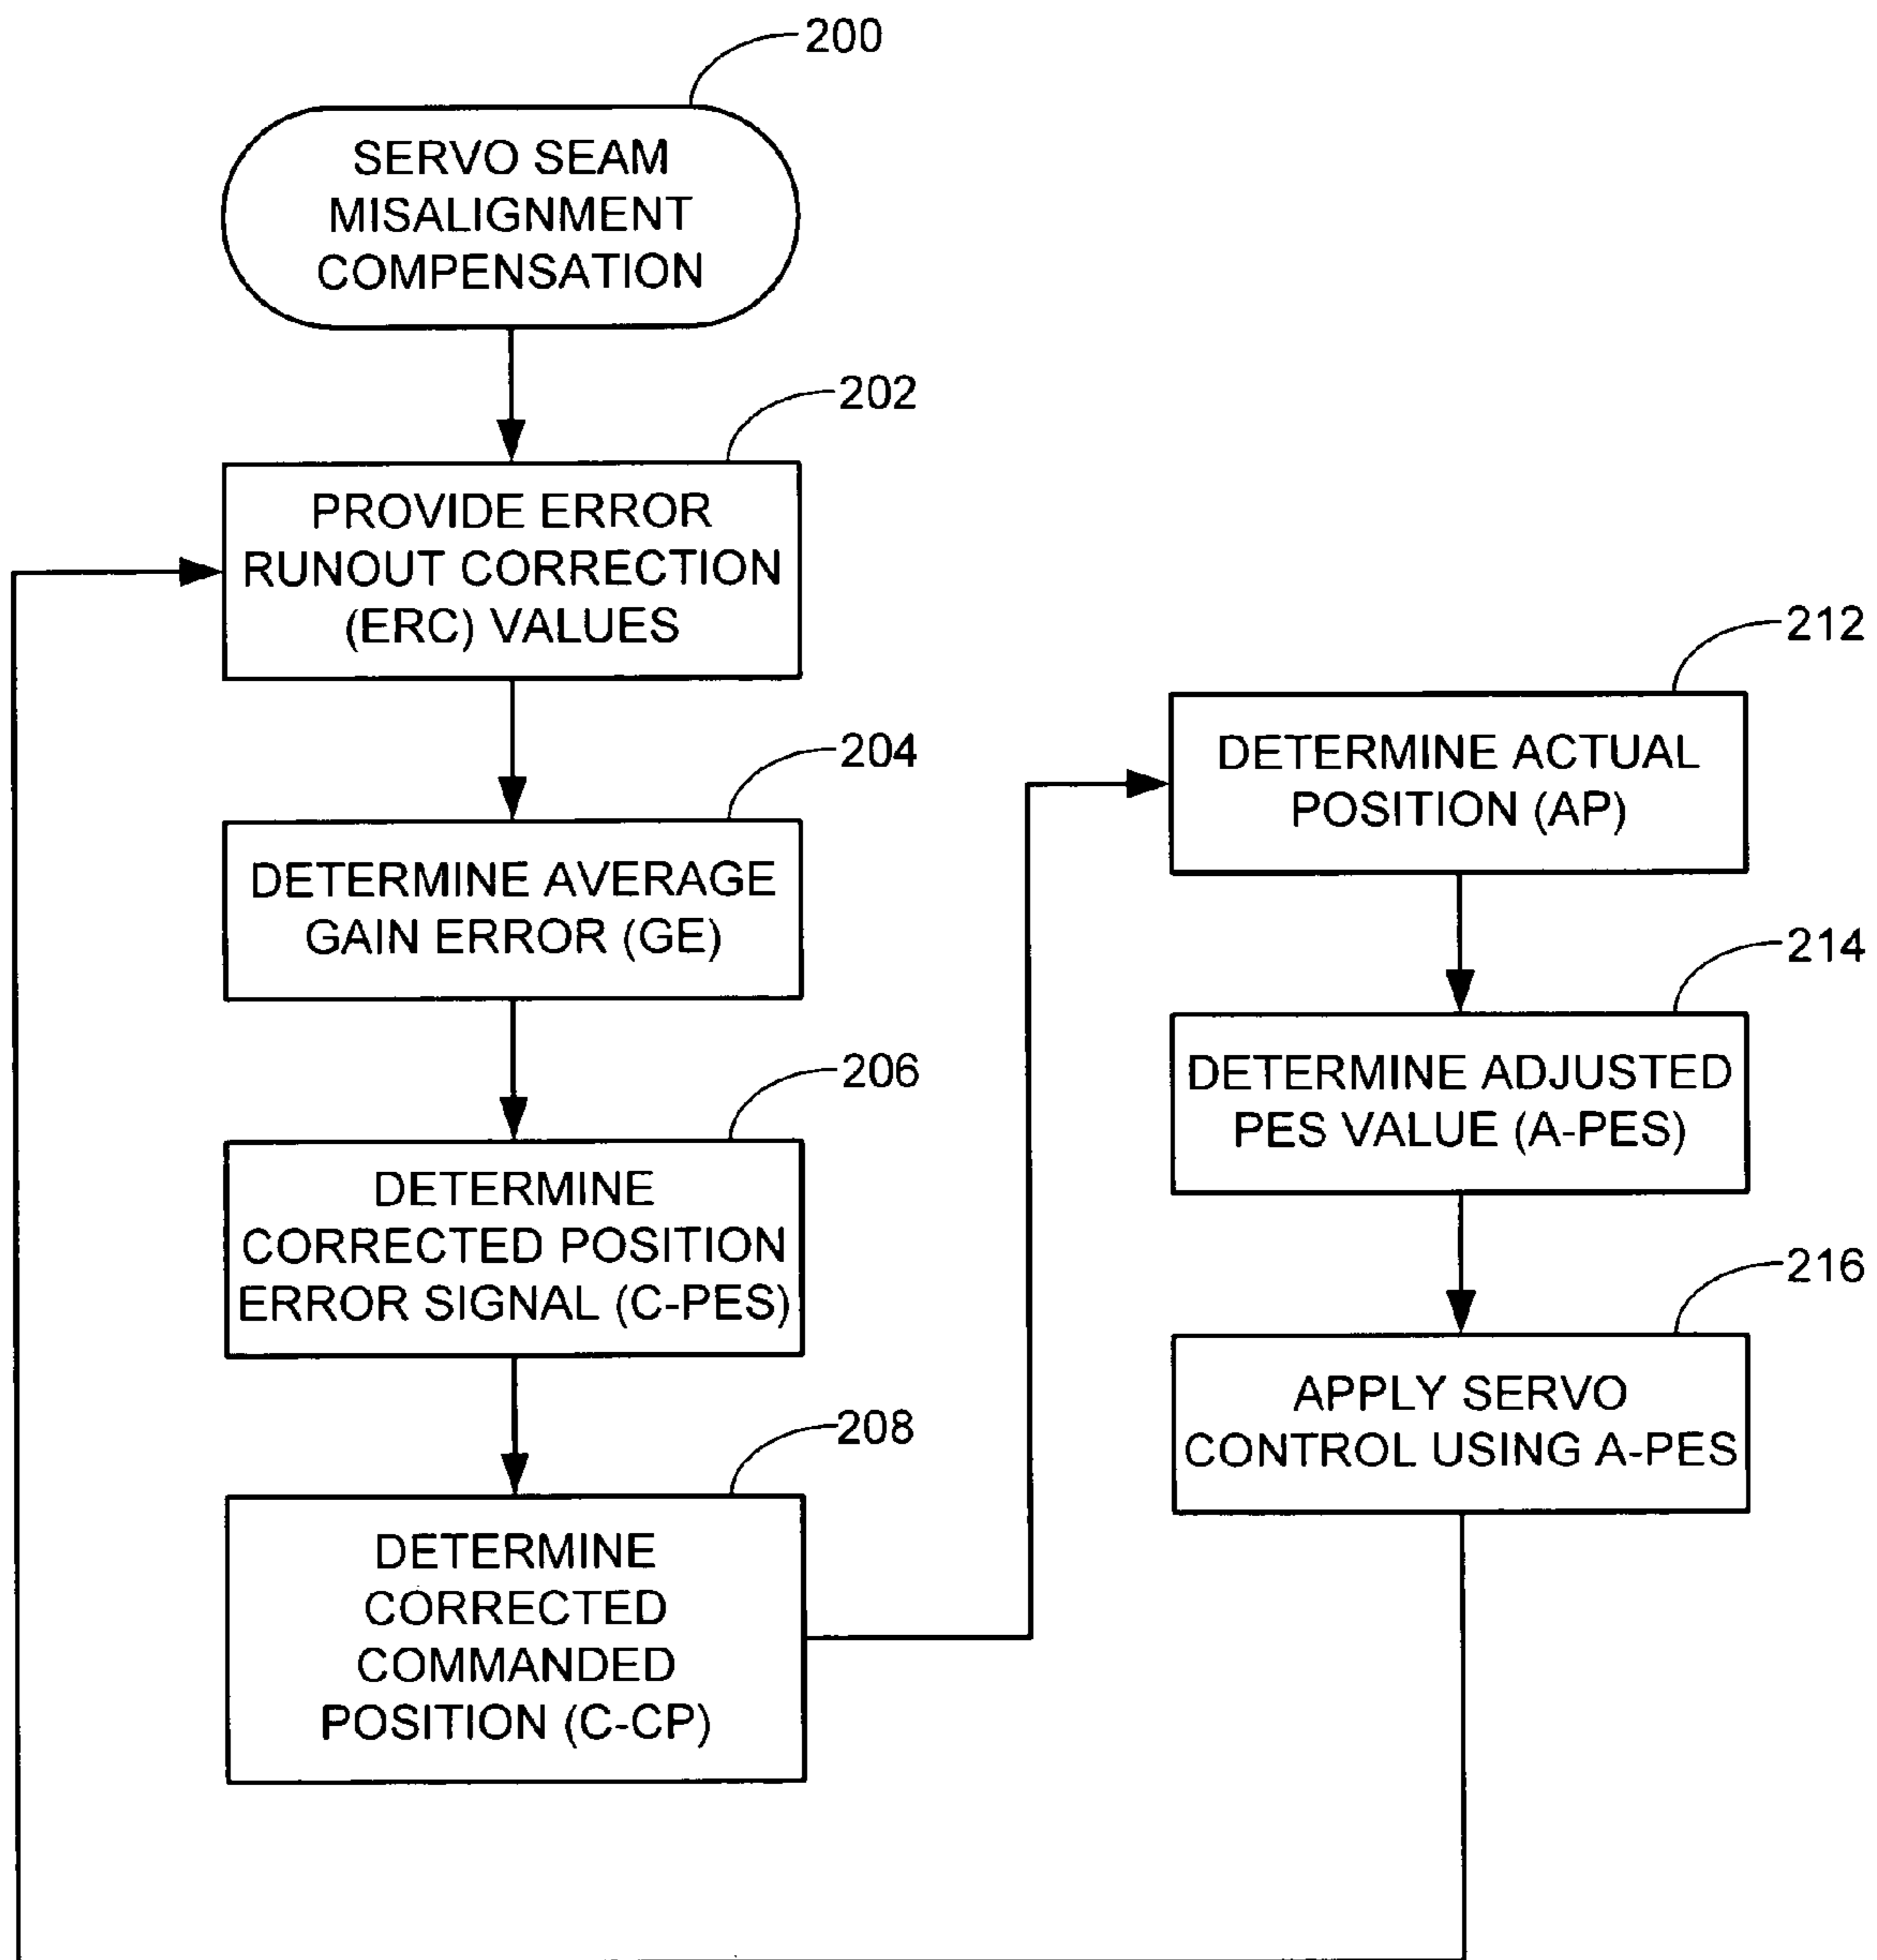 200
SERVO SEAM
MISALIGNMENT
COMPENSATION
202
PROVIDE ERROR
RUNOUT CORRECTION
(ERC) VALUES
204
DETERMINE AVERAGE
GAIN ERROR (GE)
206
DETERMINE
CORRECTED POSITION
ERROR SIGNAL (C-PES)
208
DETERMINE
CORRECTED
COMMANDED
POSITION (C-CP)
212
DETERMINE ACTUAL
POSITION (AP)
214
DETERMINE ADJUSTED
PES VALUE (A-PES)
216
APPLY SERVO
CONTROL USING A-PES